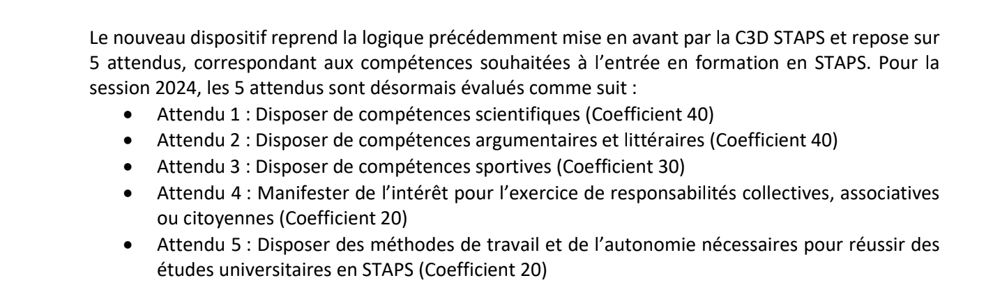 Le nouveau dispositif reprend la logique précédemment mise en avant par la C3D STAPS et repose sur
5 attendus, correspondant aux compétences souhaitées à l’entrée en formation en STAPS. Pour la
session 2024, les 5 attendus sont désormais évalués comme suit :
• Attendu 1 : Disposer de compétences scientifiques (Coefficient 40)
• Attendu 2 : Disposer de compétences argumentaires et littéraires (Coefficient 40)
• Attendu 3 : Disposer de compétences sportives (Coefficient 30)
• Attendu 4 : Manifester de l’intérêt pour l’exercice de responsabilités collectives, associatives
ou citoyennes (Coefficient 20)
• Attendu 5 : Disposer des méthodes de travail et de l’autonomie nécessaires pour réussir des
études universitaires en STAPS (Coefficient 20)